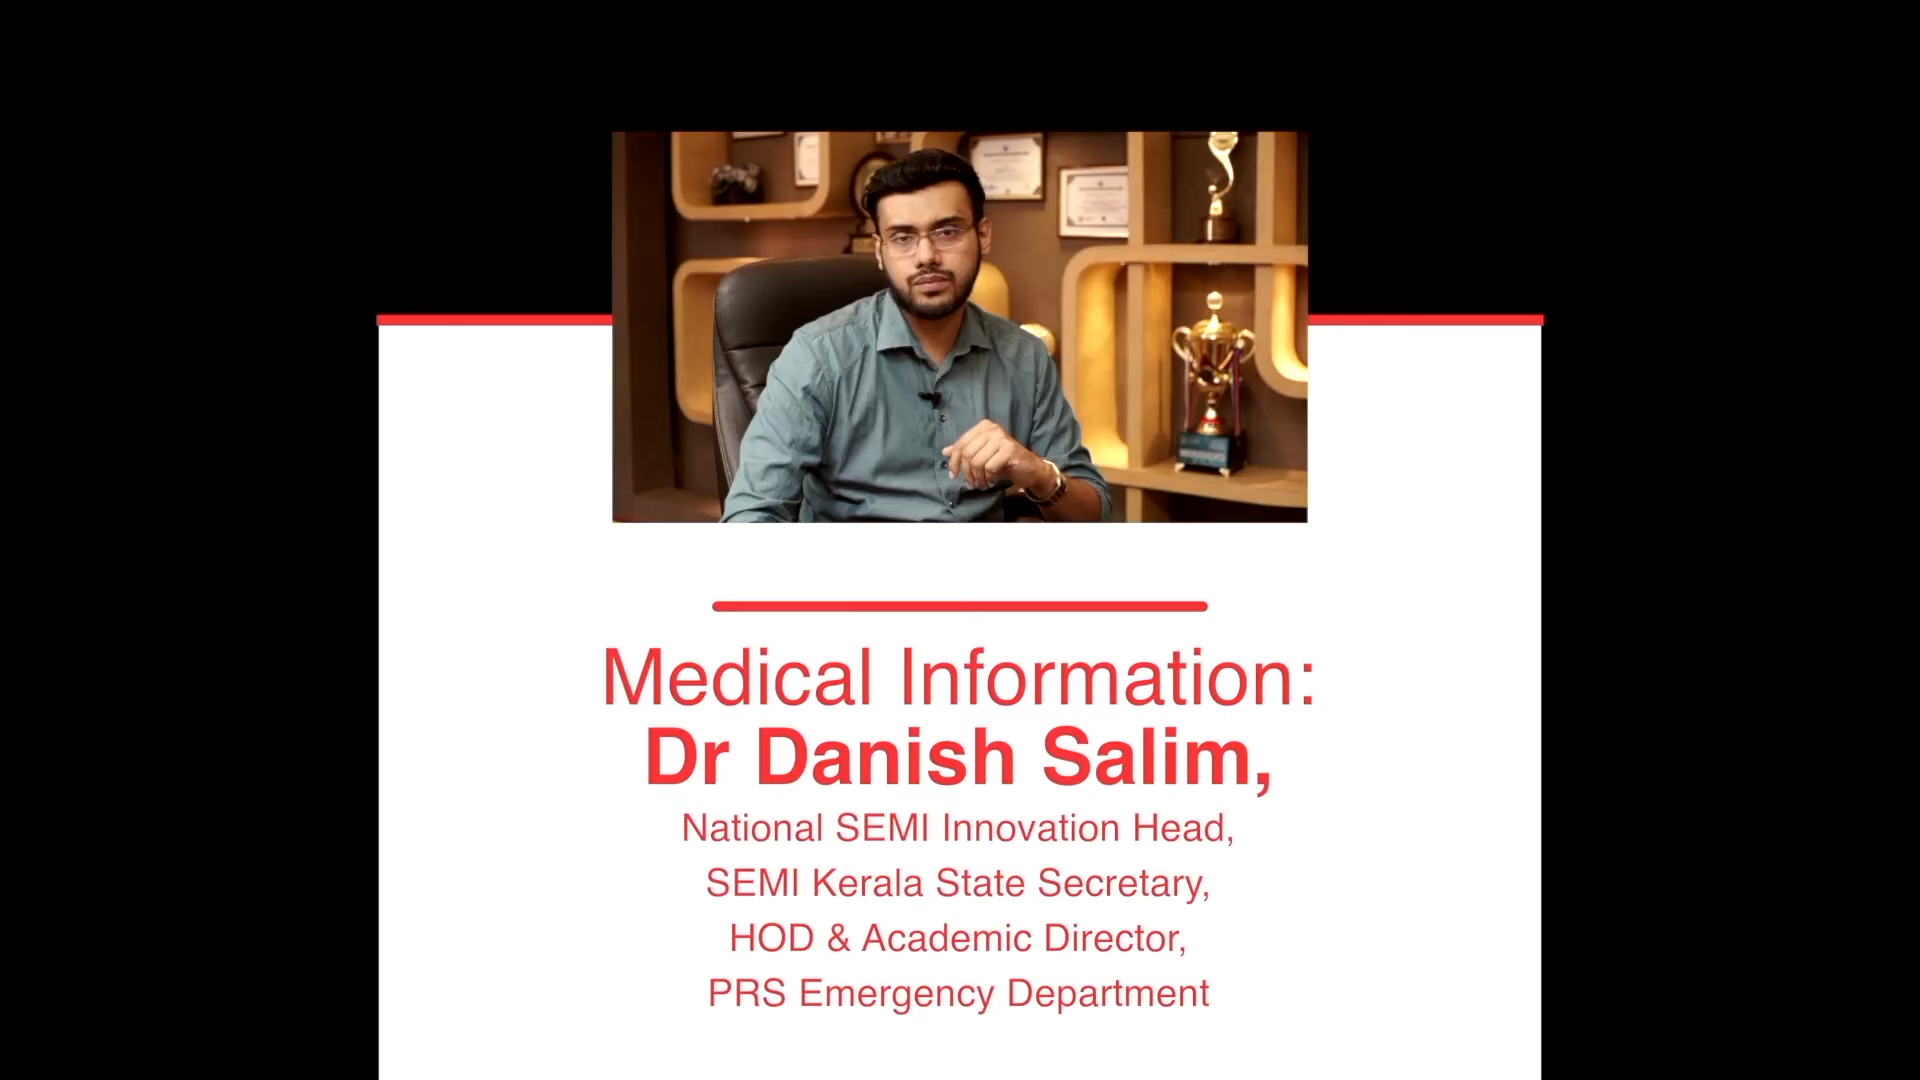 Medical Information:
Dr Danish Salim,
National SEMI Innovation Head,
SEMI Kerala State Secretary,
HOD & Academic Director,
PRS Emergency Department